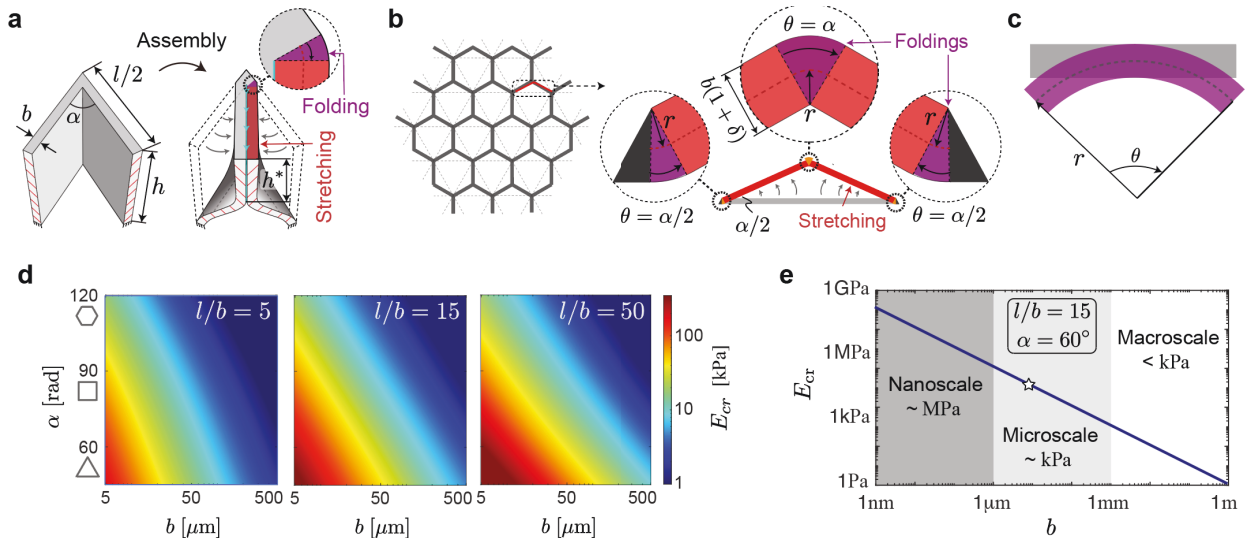 a
Assembly
l/2
b
α
h
h*
Folding
Stretching
b
θ = α
Foldings
b(1 + δ)
r
r
r
θ = α/2
α/2
Stretching
θ = α/2
c
r
θ
d
120
90
60
α [rad]
l/b = 5
l/b = 15
l/b = 50
5
50
500
5
50
500
5
50
500
b [μm]
b [μm]
b [μm]
100
10
1
E_cr [kPa]
e
1GPa
1MPa
1kPa
1Pa
E_cr
l/b = 15
α = 60°
Nanoscale
~ MPa
Microscale
~ kPa
Macroscale
< kPa
1nm
1μm
1mm
1m
b